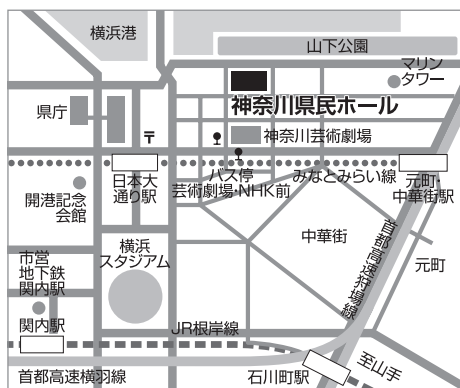 横浜港
山下公園
マリン
タワー
県庁
神奈川県民ホール
〒
神奈川芸術劇場
日本大
通り駅
バス停
芸術劇場・NHK前
みなとみらい線
元町・
中華街駅
開港記念
会館
中華街
首都高速狩場線
元町
横浜
スタジアム
市営
地下鉄
関内駅
関内駅
JR根岸線
首都高速横羽線
石川町駅
至山手